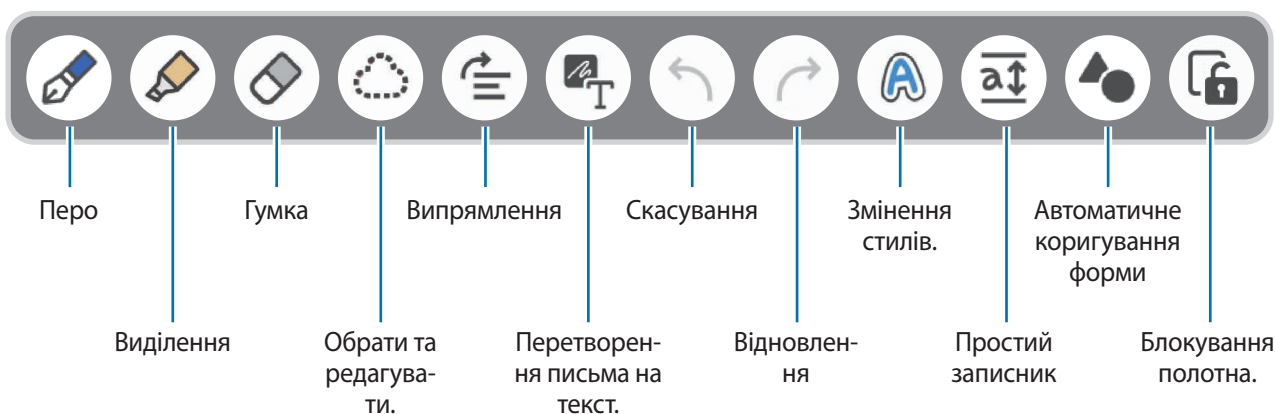 Перо
Гумка
Випрямлення
Скасування
Змінення
стилів.
Автоматичне
коригування
форми
Виділення
Обрати та
редагува-
ти.
Перетворен-
ня письма на
текст.
Відновлен-
ня
Простий
записник
Блокування
полотна.